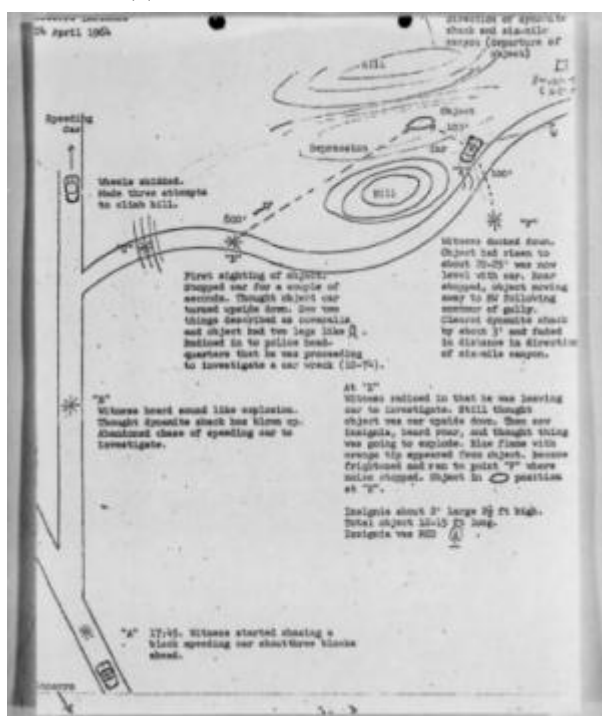 24 April 1964
Direction of dynamite
shack and six-mile
canyon (departure of
object)
Hill
Speeding
Car
Object
103'
Depression
Car
Wheels skidded.
Made three attempts
to climb hill.
Hill
100'
600'
"C"
"D"
"F"
First sighting of object.
Stopped car for a couple of
seconds. Thought object car
turned upside down. Saw two
things described as coveralls
and object had two legs like
Radioed in to police head-
quarters that he was proceeding
to investigate a car wreck (10-74).
Witness ducked down.
Object had risen to
about 20-25' was now
level with car. Roar
stopped, object moving
away to SW following
contour of gully.
Cleared dynamite shack
by about 3' and faded
in distance in direction
of six-mile canyon.
"B"
Witness heard sound like explosion.
Thought dynamite shack has blown up.
Abandoned chase of speeding car to
investigate.
At "E"
Witness radioed in that he was leaving
car to investigate. Still thought
object was car upside down. Then saw
insignia, heard roar, and thought thing
was going to explode. Blue flame with
orange tip appeared from object. Became
frightened and ran to point "F" where
noise stopped. Object in position
at "E".
Insignia about 2' large 2½ ft high.
Total object 12-15 ft long.
Insignia was RED
"A" 17:45. Witness started chasing a
black speeding car about three blocks
ahead.